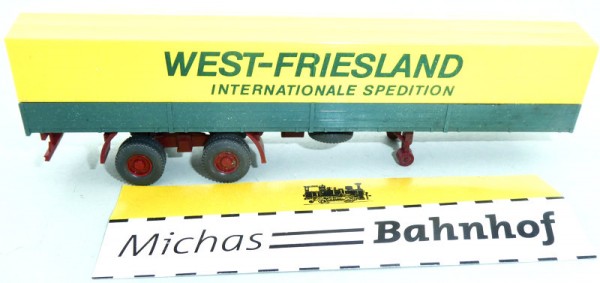 WEST-FRIESLAND
INTERNATIONALE SPEDITION
Michas Bahnhof